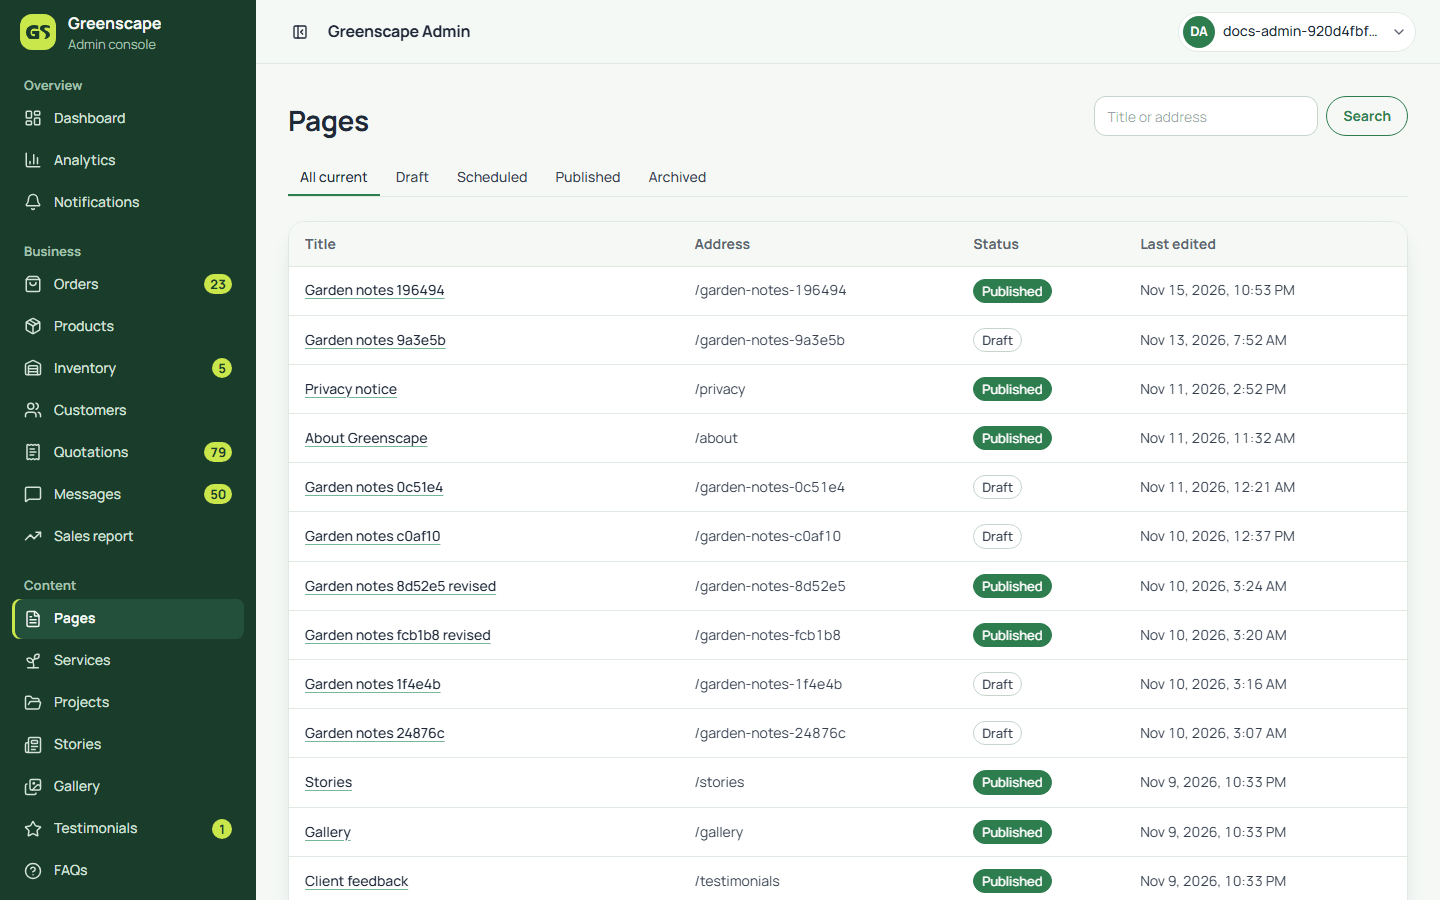 GS
Greenscape
Admin console
Overview
Dashboard
Analytics
Notifications
Business
Orders 23
Products
Inventory 5
Customers
Quotations 79
Messages 50
Sales report
Content
Pages
Services
Projects
Stories
Gallery
Testimonials 1
FAQs
Greenscape Admin
DA docs-admin-920d4fbf…
Pages
Title or address
Search
All current Draft Scheduled Published Archived
Title Address Status Last edited
Garden notes 196494 /garden-notes-196494 Published Nov 15, 2026, 10:53 PM
Garden notes 9a3e5b /garden-notes-9a3e5b Draft Nov 13, 2026, 7:52 AM
Privacy notice /privacy Published Nov 11, 2026, 2:52 PM
About Greenscape /about Published Nov 11, 2026, 11:32 AM
Garden notes 0c51e4 /garden-notes-0c51e4 Draft Nov 11, 2026, 12:21 AM
Garden notes c0af10 /garden-notes-c0af10 Draft Nov 10, 2026, 12:37 PM
Garden notes 8d52e5 revised /garden-notes-8d52e5 Published Nov 10, 2026, 3:24 AM
Garden notes fcb1b8 revised /garden-notes-fcb1b8 Published Nov 10, 2026, 3:20 AM
Garden notes 1f4e4b /garden-notes-1f4e4b Draft Nov 10, 2026, 3:16 AM
Garden notes 24876c /garden-notes-24876c Draft Nov 10, 2026, 3:07 AM
Stories /stories Published Nov 9, 2026, 10:33 PM
Gallery /gallery Published Nov 9, 2026, 10:33 PM
Client feedback /testimonials Published Nov 9, 2026, 10:33 PM